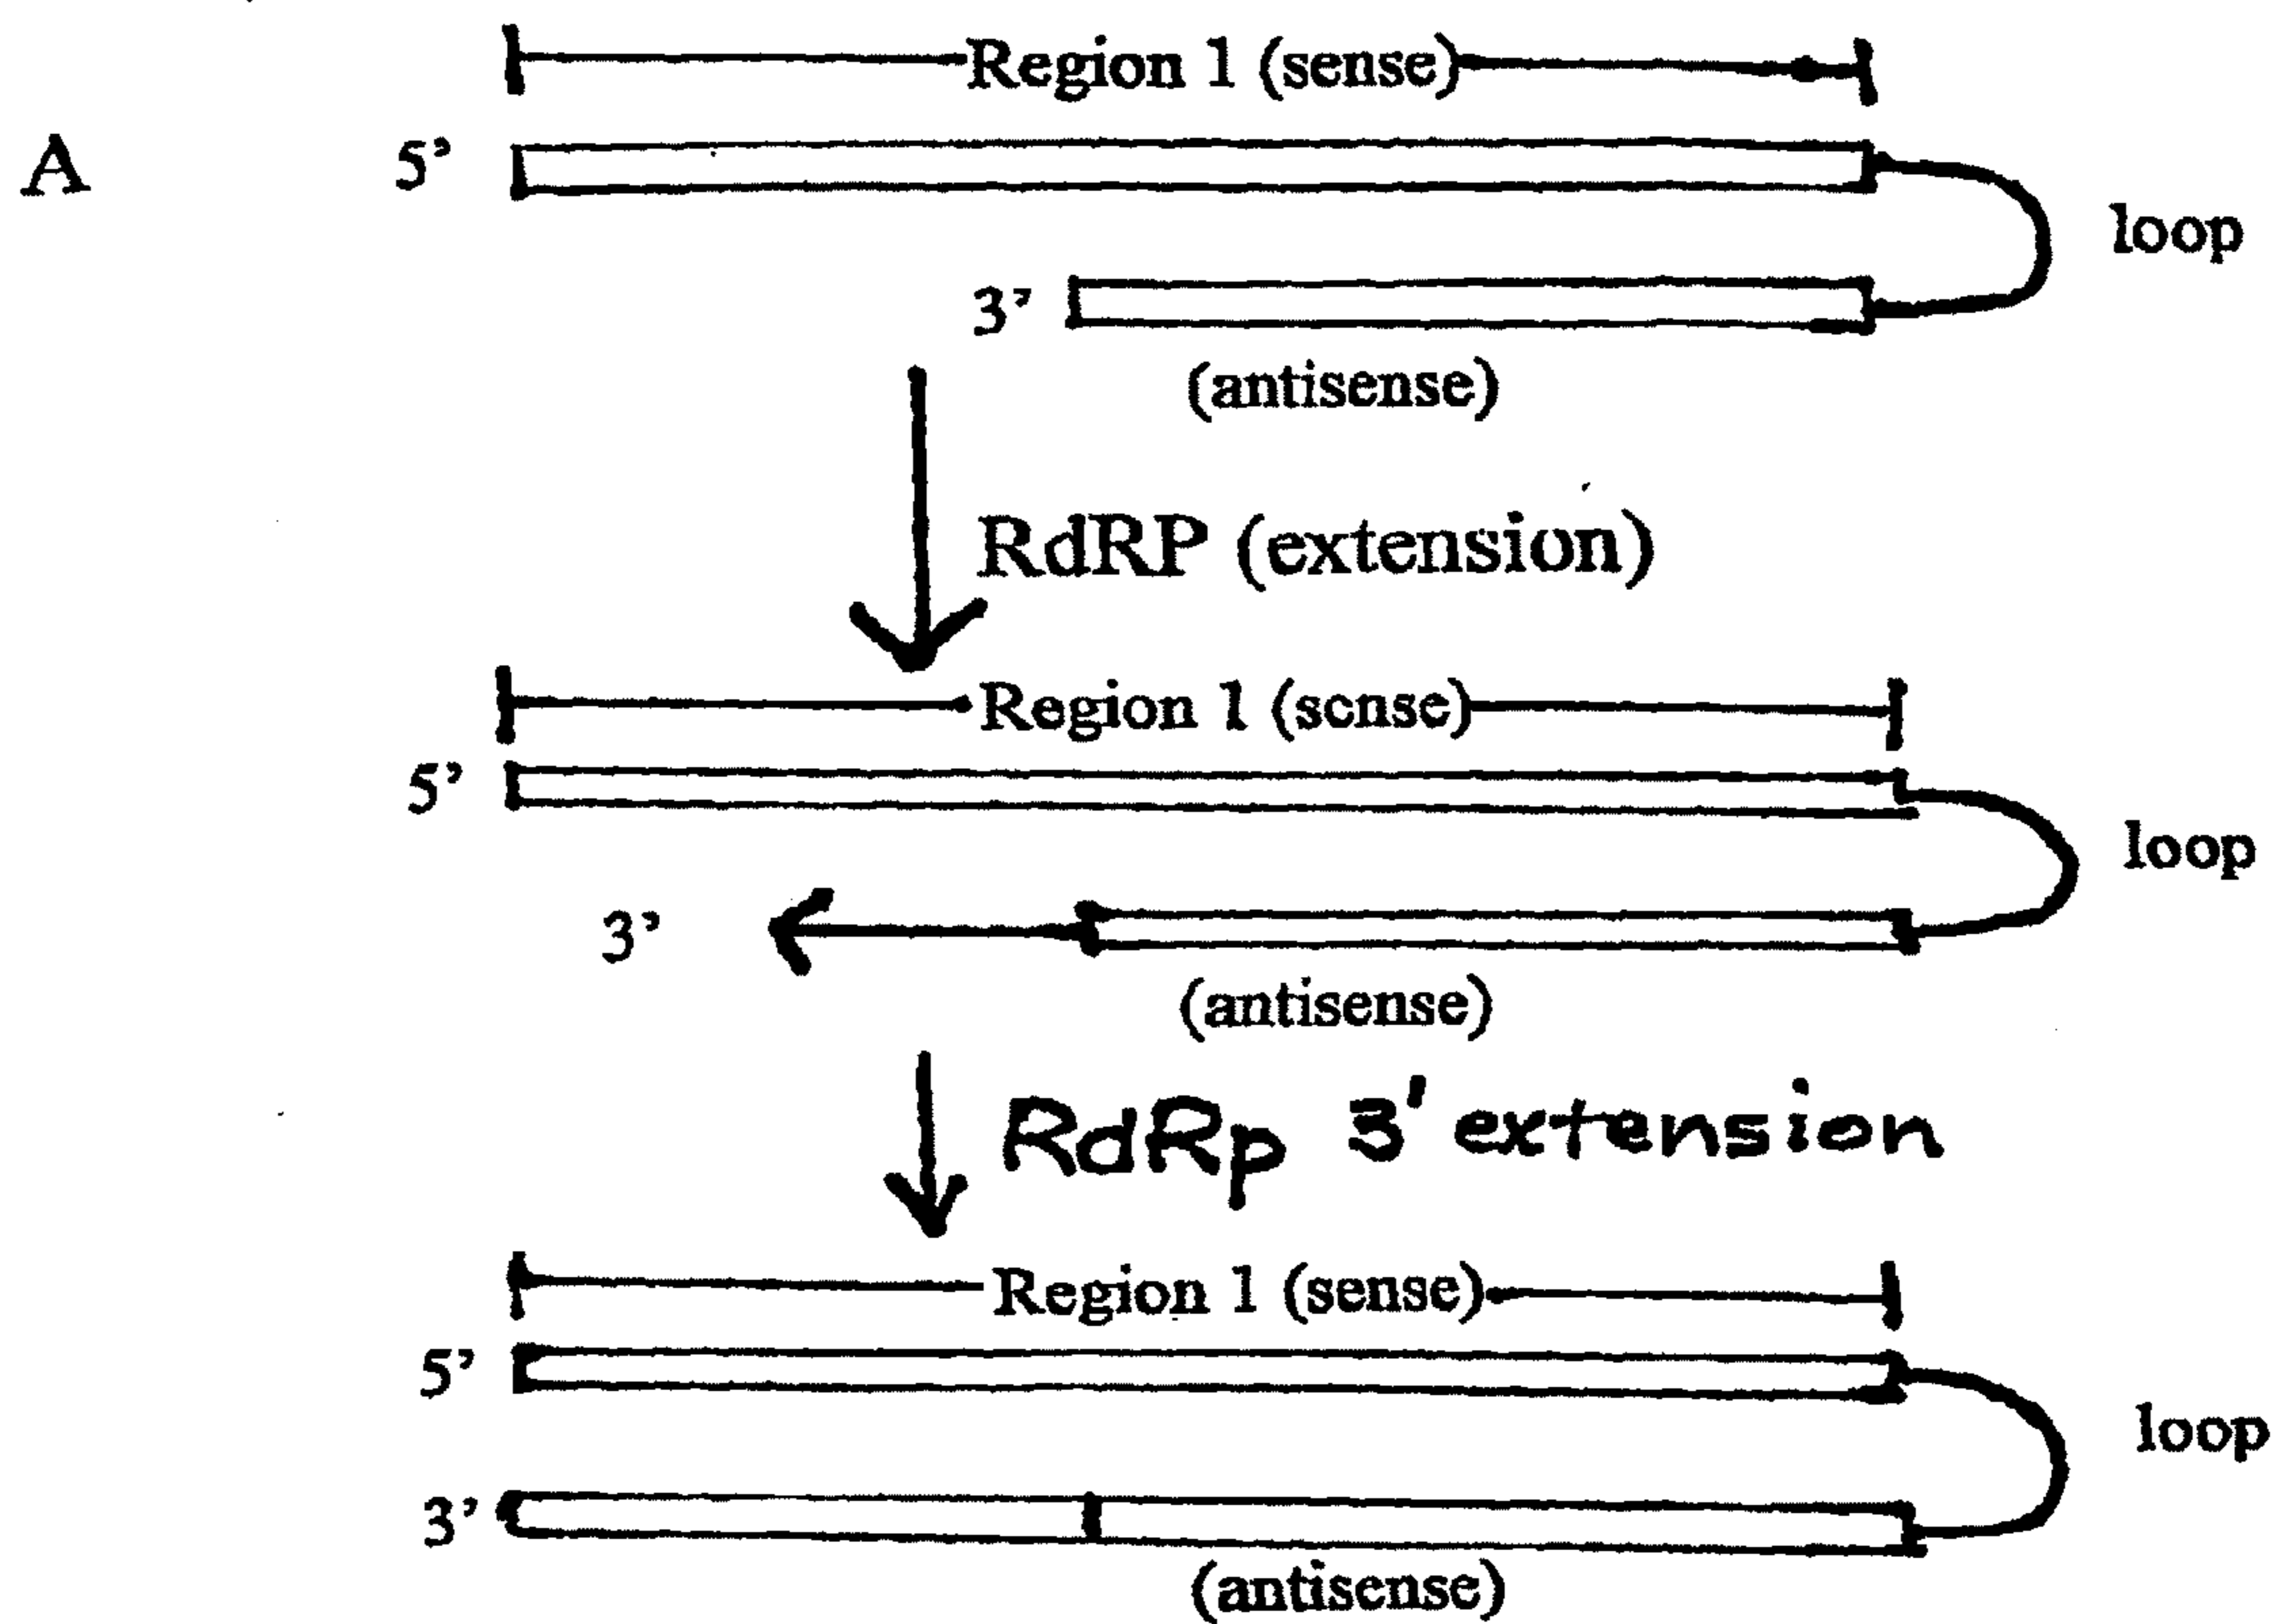 Region 1 (sense)
A 5’
loop
3’
(antisense)
RdRP (extension)
Region 1 (sense)
5’
loop
3’
(antisense)
RdRp 3' extension
Region 1 (sense)
5’
loop
3’
(antisense)